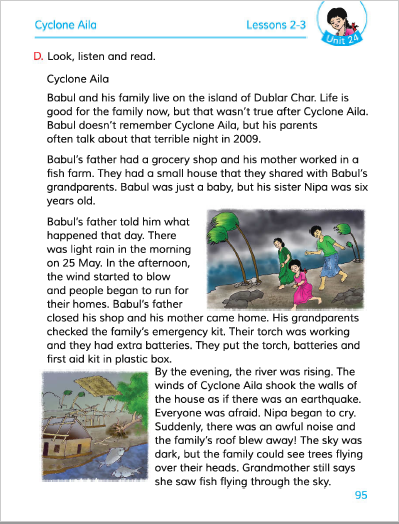 Cyclone Aila
Lessons 2-3
Unit 24
D. Look, listen and read.
Cyclone Aila
Babul and his family live on the island of Dublar Char. Life is
good for the family now, but that wasn't true after Cyclone Aila.
Babul doesn't remember Cyclone Aila, but his parents
often talk about that terrible night in 2009.
Babul's father had a grocery shop and his mother worked in a
fish farm. They had a small house that they shared with Babul's
grandparents. Babul was just a baby, but his sister Nipa was six
years old.
Babul's father told him what
happened that day. There
was light rain in the morning
on 25 May. In the afternoon,
the wind started to blow
and people began to run for
their homes. Babul's father
closed his shop and his mother came home. His grandparents
checked the family's emergency kit. Their torch was working
and they had extra batteries. They put the torch, batteries and
first aid kit in plastic box.
By the evening, the river was rising. The
winds of Cyclone Aila shook the walls of
the house as if there was an earthquake.
Everyone was afraid. Nipa began to cry.
Suddenly, there was an awful noise and
the family's roof blew away! The sky was
dark, but the family could see trees flying
over their heads. Grandmother still says
she saw fish flying through the sky.
95